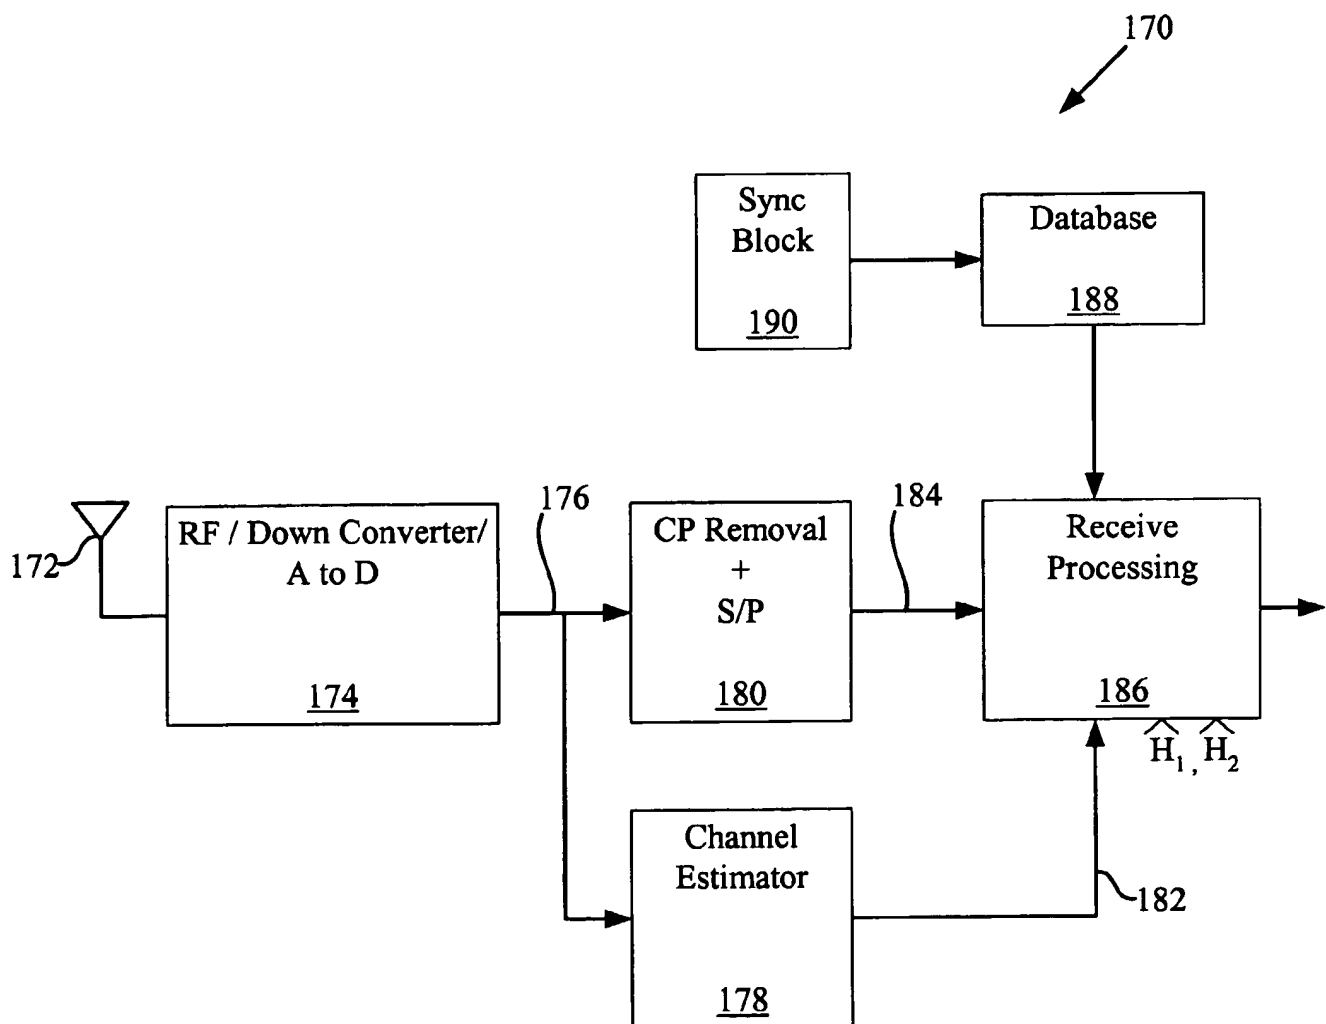 170
Sync
Block
190
Database
188
172
RF / Down Converter/
A to D
174
176
CP Removal
+
S/P
180
184
Receive
Processing
186
Ĥ₁, Ĥ₂
Channel
Estimator
178
182